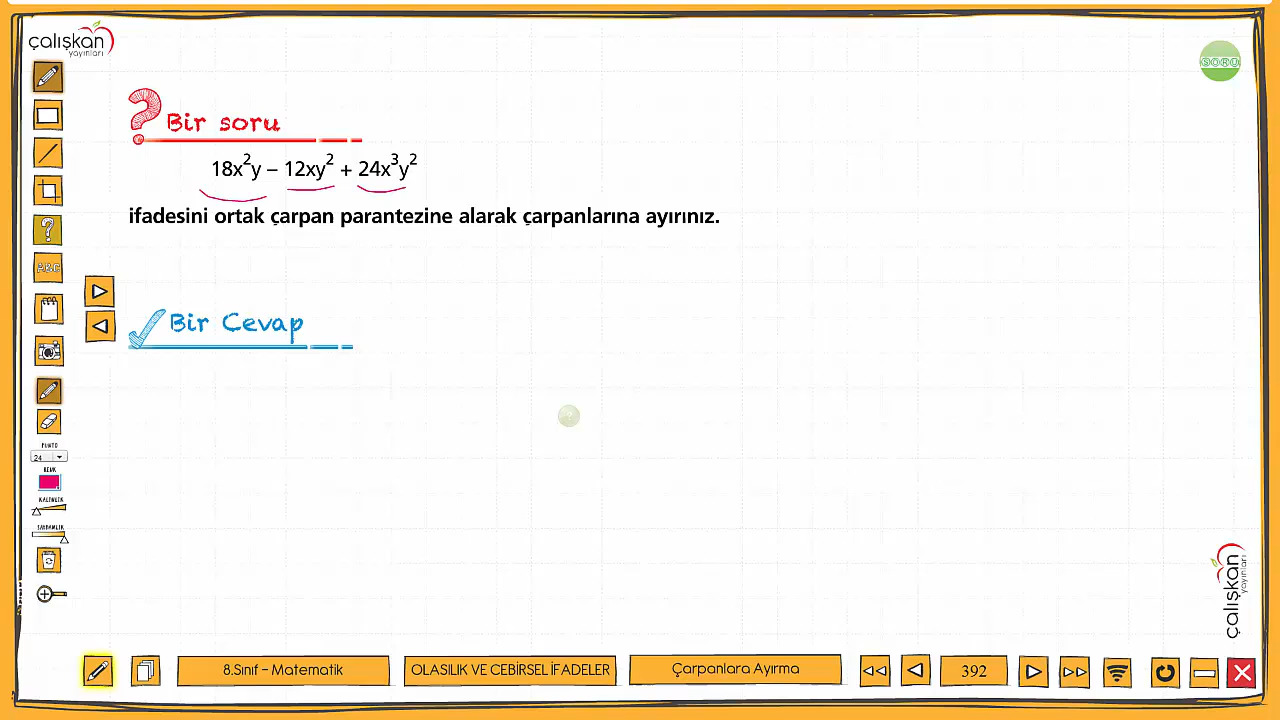 çalışkan
yayınları
SORU
Bir soru
18x²y – 12xy² + 24x³y²
ifadesini ortak çarpan parantezine alarak çarpanlarına ayırınız.
ABC
Bir Cevap
PUNTO
24
RENK
KALINLIK
SAYDAMLIK
çalışkan
yayınları
8.Sınıf – Matematik
OLASILIK VE CEBİRSEL İFADELER
Çarpanlara Ayırma
392